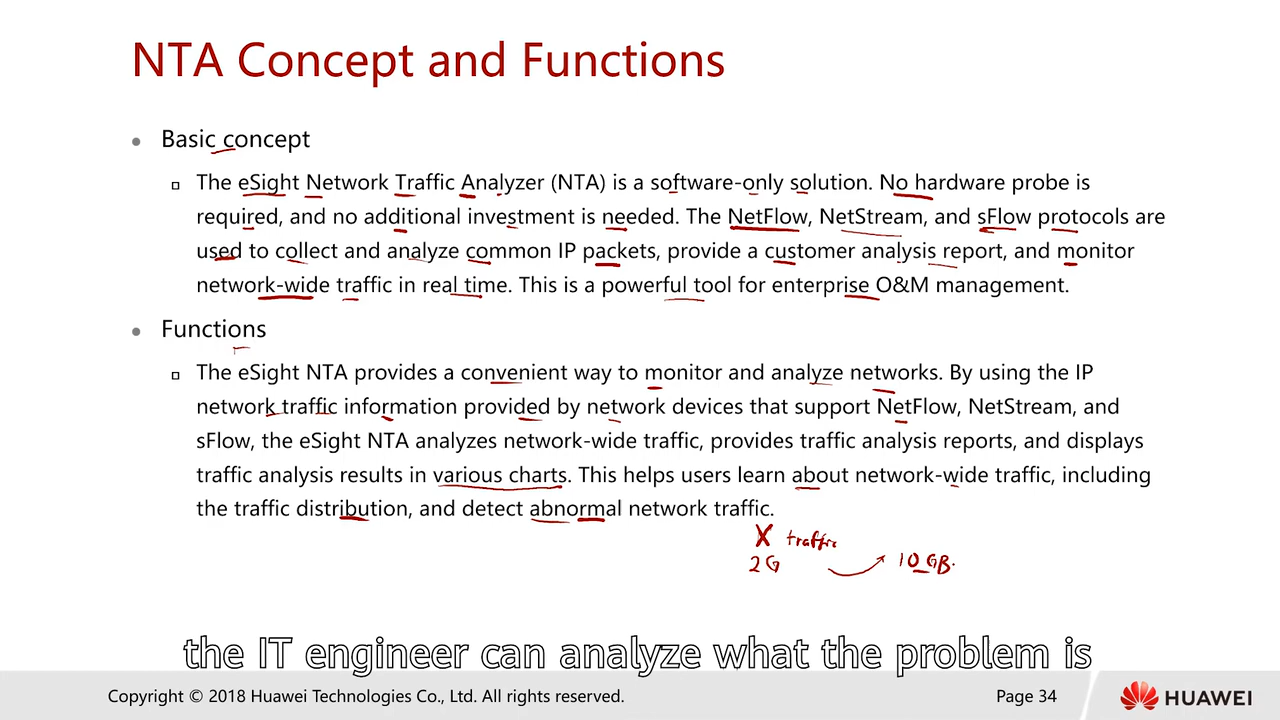 NTA Concept and Functions
Basic concept
The eSight Network Traffic Analyzer (NTA) is a software-only solution. No hardware probe is
required, and no additional investment is needed. The NetFlow, NetStream, and sFlow protocols are
used to collect and analyze common IP packets, provide a customer analysis report, and monitor
network-wide traffic in real time. This is a powerful tool for enterprise O&M management.
Functions
The eSight NTA provides a convenient way to monitor and analyze networks. By using the IP
network traffic information provided by network devices that support NetFlow, NetStream, and
sFlow, the eSight NTA analyzes network-wide traffic, provides traffic analysis reports, and displays
traffic analysis results in various charts. This helps users learn about network-wide traffic, including
the traffic distribution, and detect abnormal network traffic.
X traffic
2G 10 GB.
the IT engineer can analyze what the problem is
Copyright © 2018 Huawei Technologies Co., Ltd. All rights reserved.
Page 34
HUAWEI